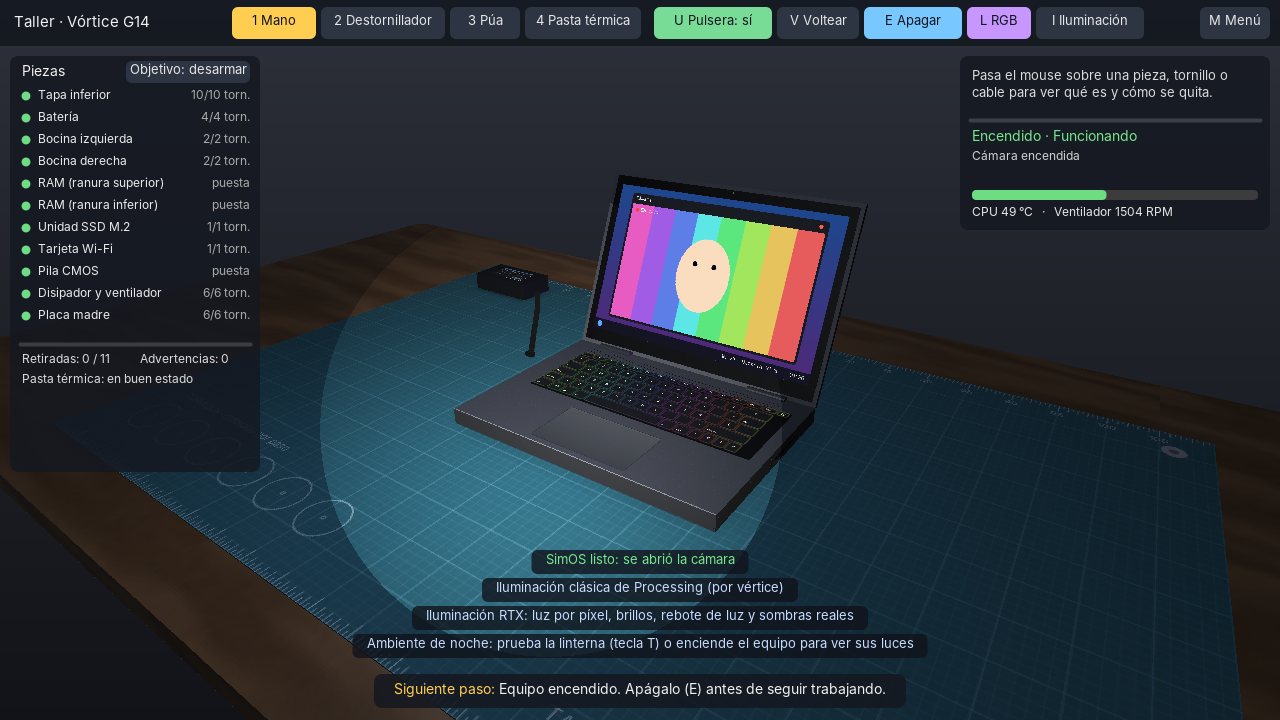 Taller · Vórtice G14
1 Mano
2 Destornillador
3 Púa
4 Pasta térmica
U Pulsera: sí
V Voltear
E Apagar
L RGB
I Iluminación
M Menú
Piezas
Objetivo: desarmar
Tapa inferior 10/10 torn.
Batería 4/4 torn.
Bocina izquierda 2/2 torn.
Bocina derecha 2/2 torn.
RAM (ranura superior) puesta
RAM (ranura inferior) puesta
Unidad SSD M.2 1/1 torn.
Tarjeta Wi-Fi 1/1 torn.
Pila CMOS puesta
Disipador y ventilador 6/6 torn.
Placa madre 6/6 torn.
Retiradas: 0 / 11 Advertencias: 0
Pasta térmica: en buen estado
Pasa el mouse sobre una pieza, tornillo o
cable para ver qué es y cómo se quita.
Encendido · Funcionando
Cámara encendida
CPU 49 °C · Ventilador 1504 RPM
SimOS listo: se abrió la cámara
Iluminación clásica de Processing (por vértice)
Iluminación RTX: luz por píxel, brillos, rebote de luz y sombras reales
Ambiente de noche: prueba la linterna (tecla T) o enciende el equipo para ver sus luces
Siguiente paso: Equipo encendido. Apágalo (E) antes de seguir trabajando.